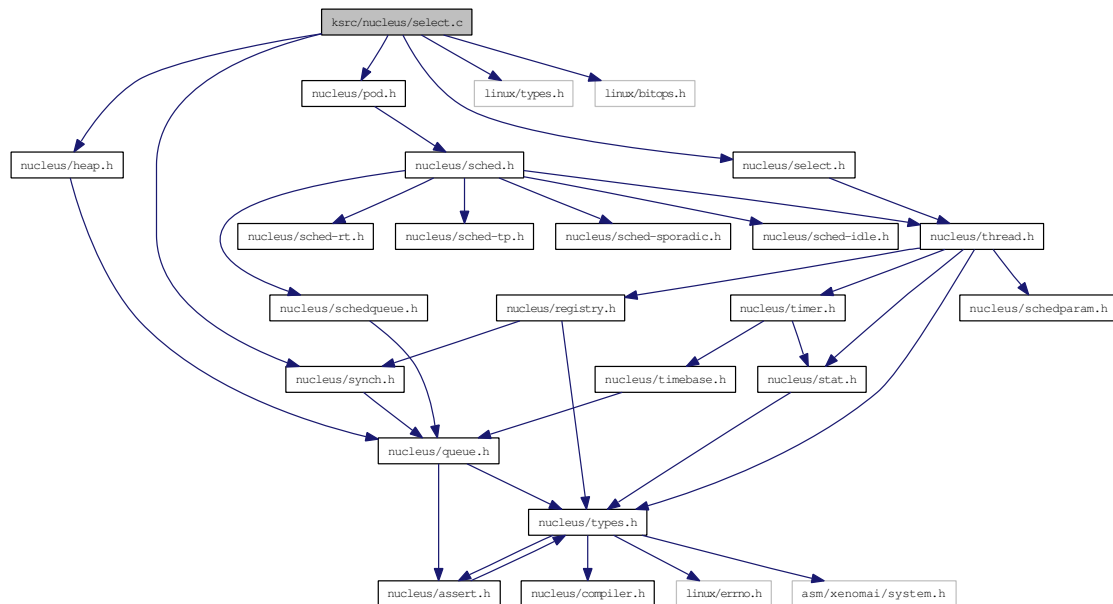 ksrc/nucleus/select.c
nucleus/pod.h
linux/types.h
linux/bitops.h
nucleus/heap.h
nucleus/sched.h
nucleus/select.h
nucleus/sched-rt.h
nucleus/sched-tp.h
nucleus/sched-sporadic.h
nucleus/sched-idle.h
nucleus/thread.h
nucleus/schedqueue.h
nucleus/registry.h
nucleus/timer.h
nucleus/schedparam.h
nucleus/synch.h
nucleus/timebase.h
nucleus/stat.h
nucleus/queue.h
nucleus/types.h
nucleus/assert.h
nucleus/compiler.h
linux/errno.h
asm/xenomai/system.h